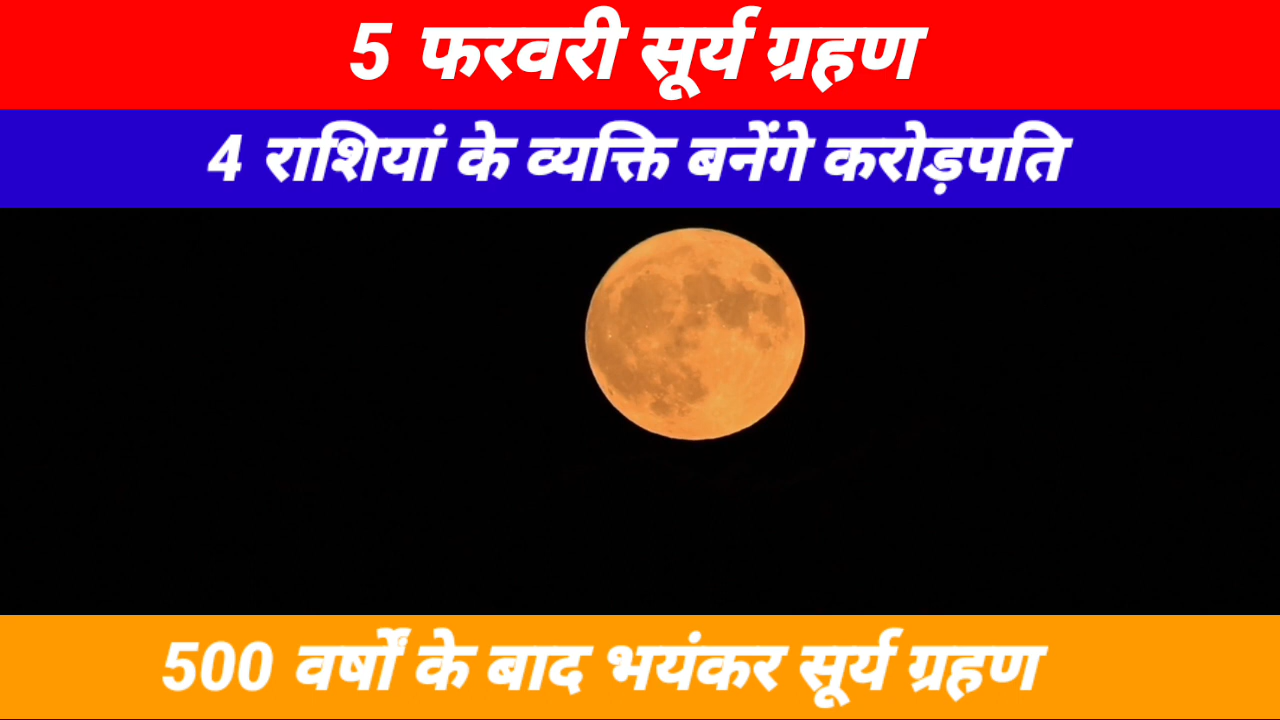 5 फरवरी सूर्य ग्रहण
4 राशियां के व्यक्ति बनेंगे करोड़पति
500 वर्षों के बाद भयंकर सूर्य ग्रहण